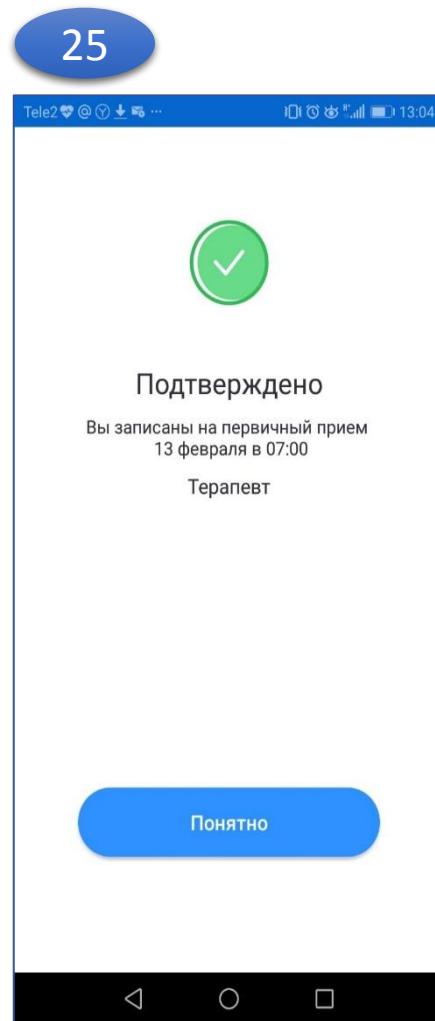 25
Tele2 13:04
Подтверждено
Вы записаны на первичный прием
13 февраля в 07:00
Терапевт
Понятно